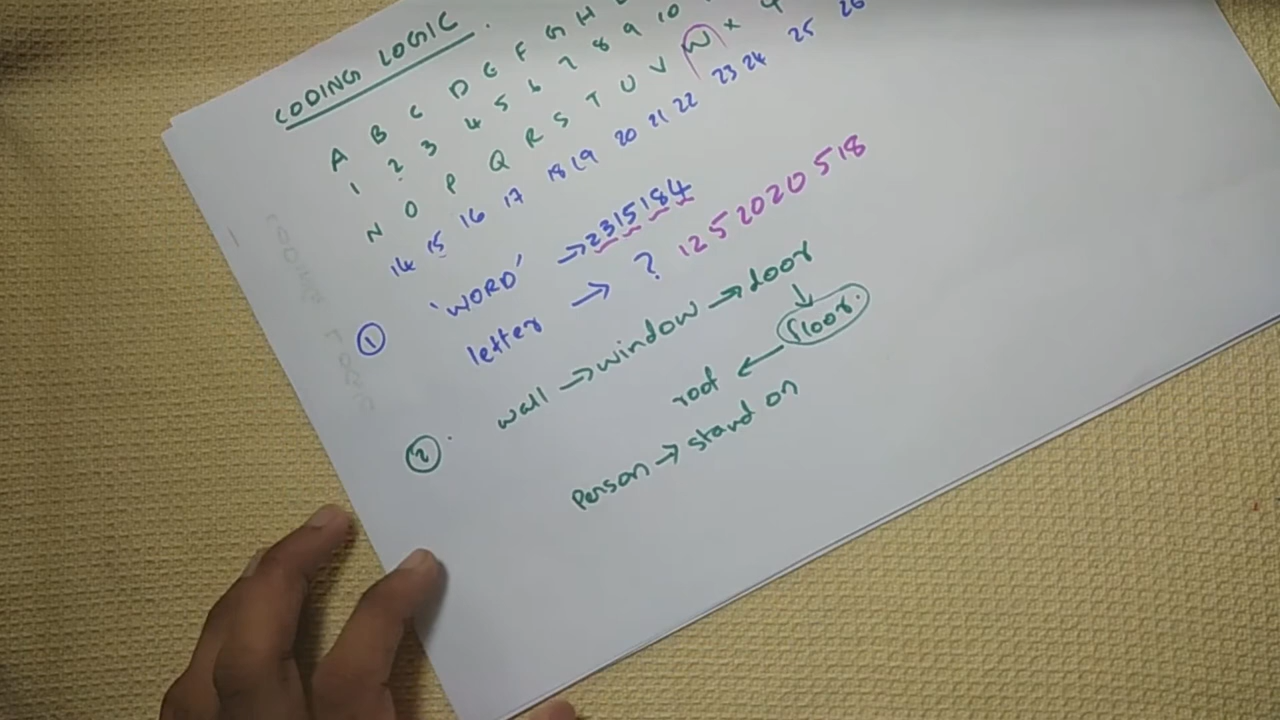 CODING LOGIC.
A B C D E F G H
1 2 3 4 5 6 7 8 9 10
N O P Q R S T U V W X
14 15 16 17 18 19 20 21 22 23 24 25 26
1 'WORD' → 2315184
letter → ? 1252020518
2. wall → window → door
↓
floor.
roof ←
Person → stand on